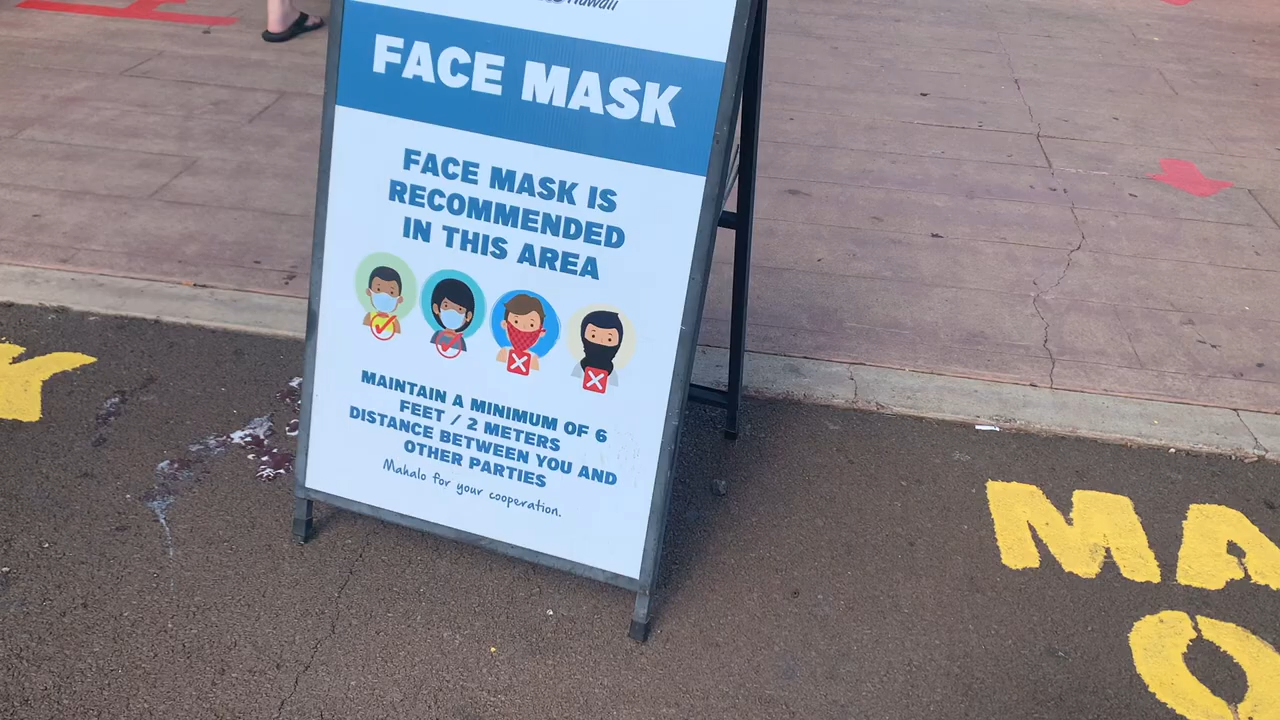 Hawaii
FACE MASK
FACE MASK IS
RECOMMENDED
IN THIS AREA
MAINTAIN A MINIMUM OF 6
FEET / 2 METERS
DISTANCE BETWEEN YOU AND
OTHER PARTIES
Mahalo for your cooperation.
Y
MA
O